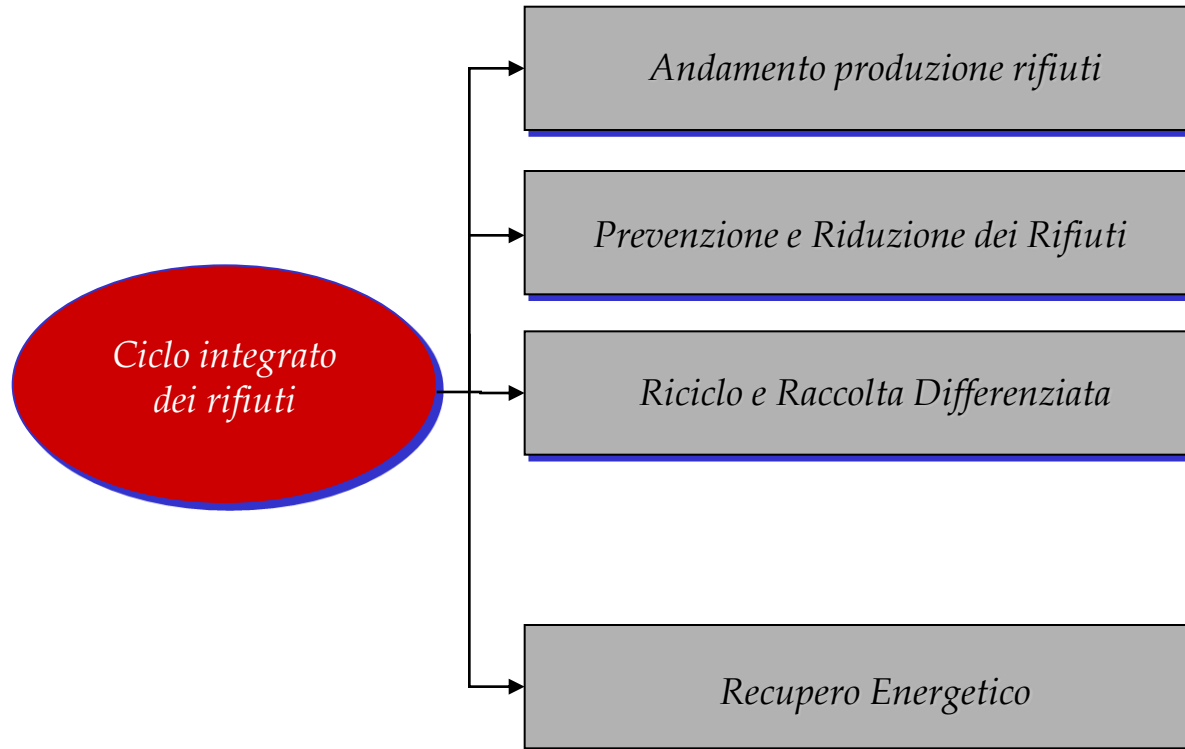 Andamento produzione rifiuti
Prevenzione e Riduzione dei Rifiuti
Ciclo integrato
dei rifiuti
Riciclo e Raccolta Differenziata
Recupero Energetico